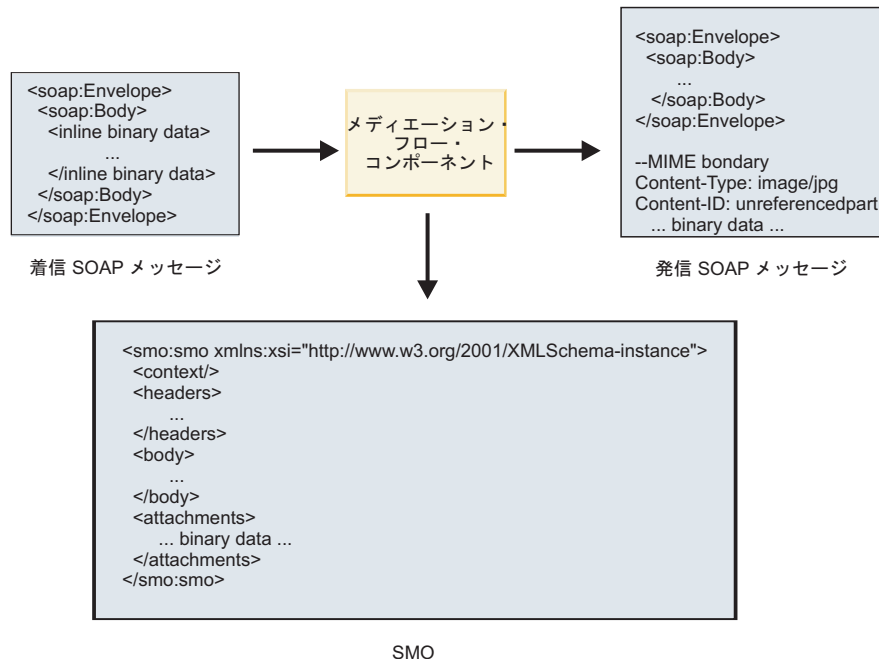 <soap:Envelope>
<soap:Body>
<inline binary data>
...
</inline binary data>
</soap:Body>
</soap:Envelope>
着信 SOAP メッセージ
メディエーション・
フロー・
コンポーネント
<soap:Envelope>
<soap:Body>
...
</soap:Body>
</soap:Envelope>
--MIME bondary
Content-Type: image/jpg
Content-ID: unreferencedpart
... binary data ...
発信 SOAP メッセージ
<smo:smo xmlns:xsi="http://www.w3.org/2001/XMLSchema-instance">
<context/>
<headers>
...
</headers>
<body>
...
</body>
<attachments>
... binary data ...
</attachments>
</smo:smo>
SMO